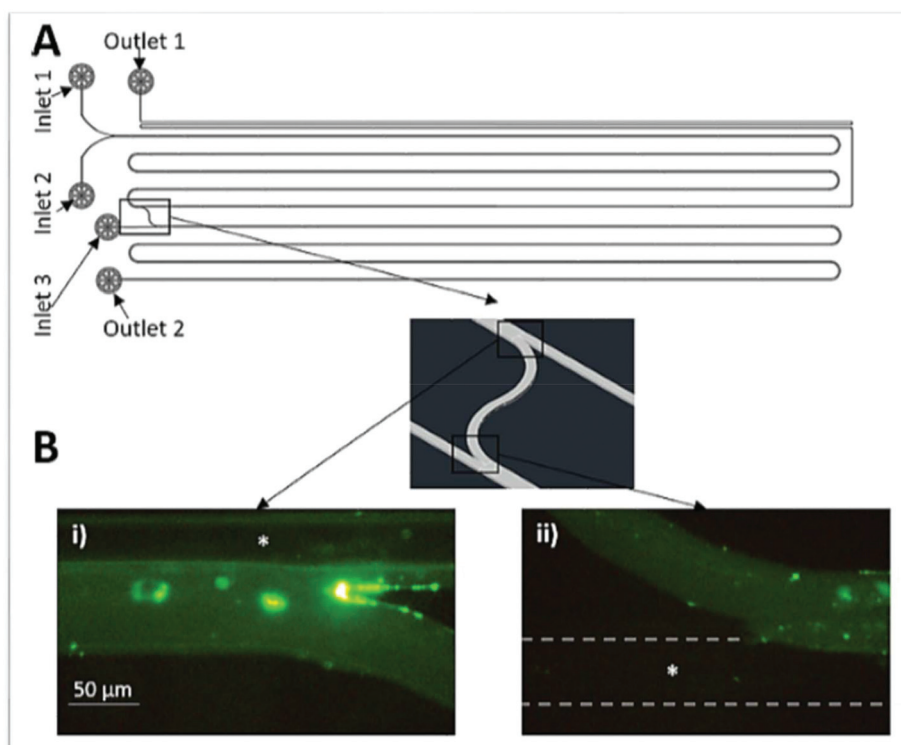 A
Outlet 1
Inlet 1
Inlet 2
Inlet 3
Outlet 2
B
i)
*
50 µm
ii)
*